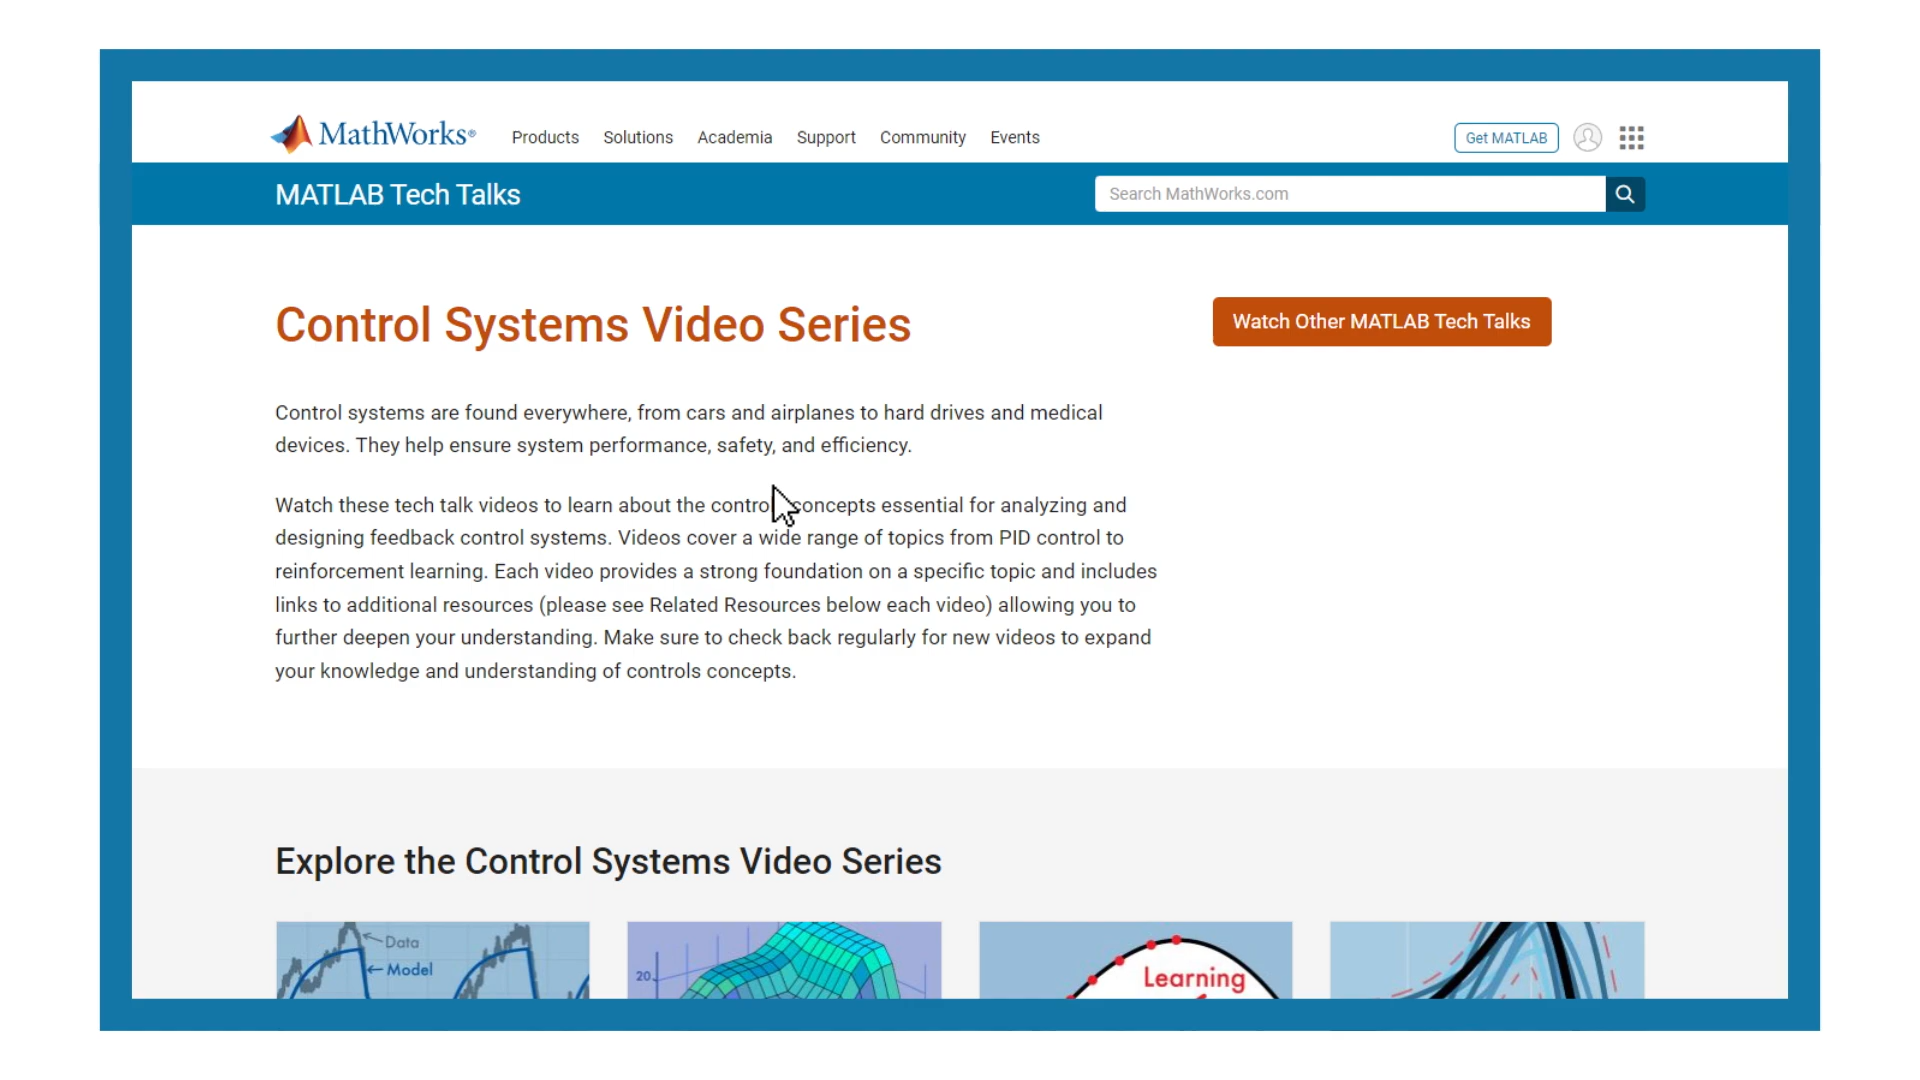 MathWorks®
Products Solutions Academia Support Community Events
Get MATLAB
MATLAB Tech Talks
Search MathWorks.com
Control Systems Video Series
Watch Other MATLAB Tech Talks
Control systems are found everywhere, from cars and airplanes to hard drives and medical
devices. They help ensure system performance, safety, and efficiency.
Watch these tech talk videos to learn about the controls concepts essential for analyzing and
designing feedback control systems. Videos cover a wide range of topics from PID control to
reinforcement learning. Each video provides a strong foundation on a specific topic and includes
links to additional resources (please see Related Resources below each video) allowing you to
further deepen your understanding. Make sure to check back regularly for new videos to expand
your knowledge and understanding of controls concepts.
Explore the Control Systems Video Series
Data
Model
20
Learning